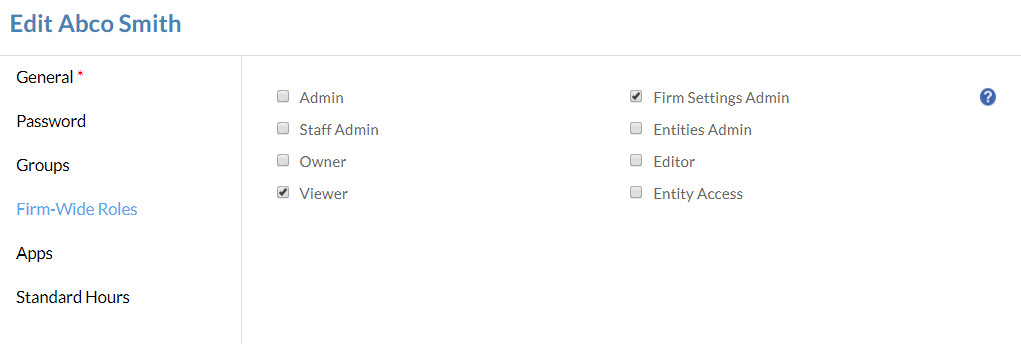 Edit Abco Smith
General *
Password
Groups
Firm-Wide Roles
Apps
Standard Hours
Admin
Staff Admin
Owner
Viewer
Firm Settings Admin
Entities Admin
Editor
Entity Access
?